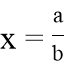 x = a/b